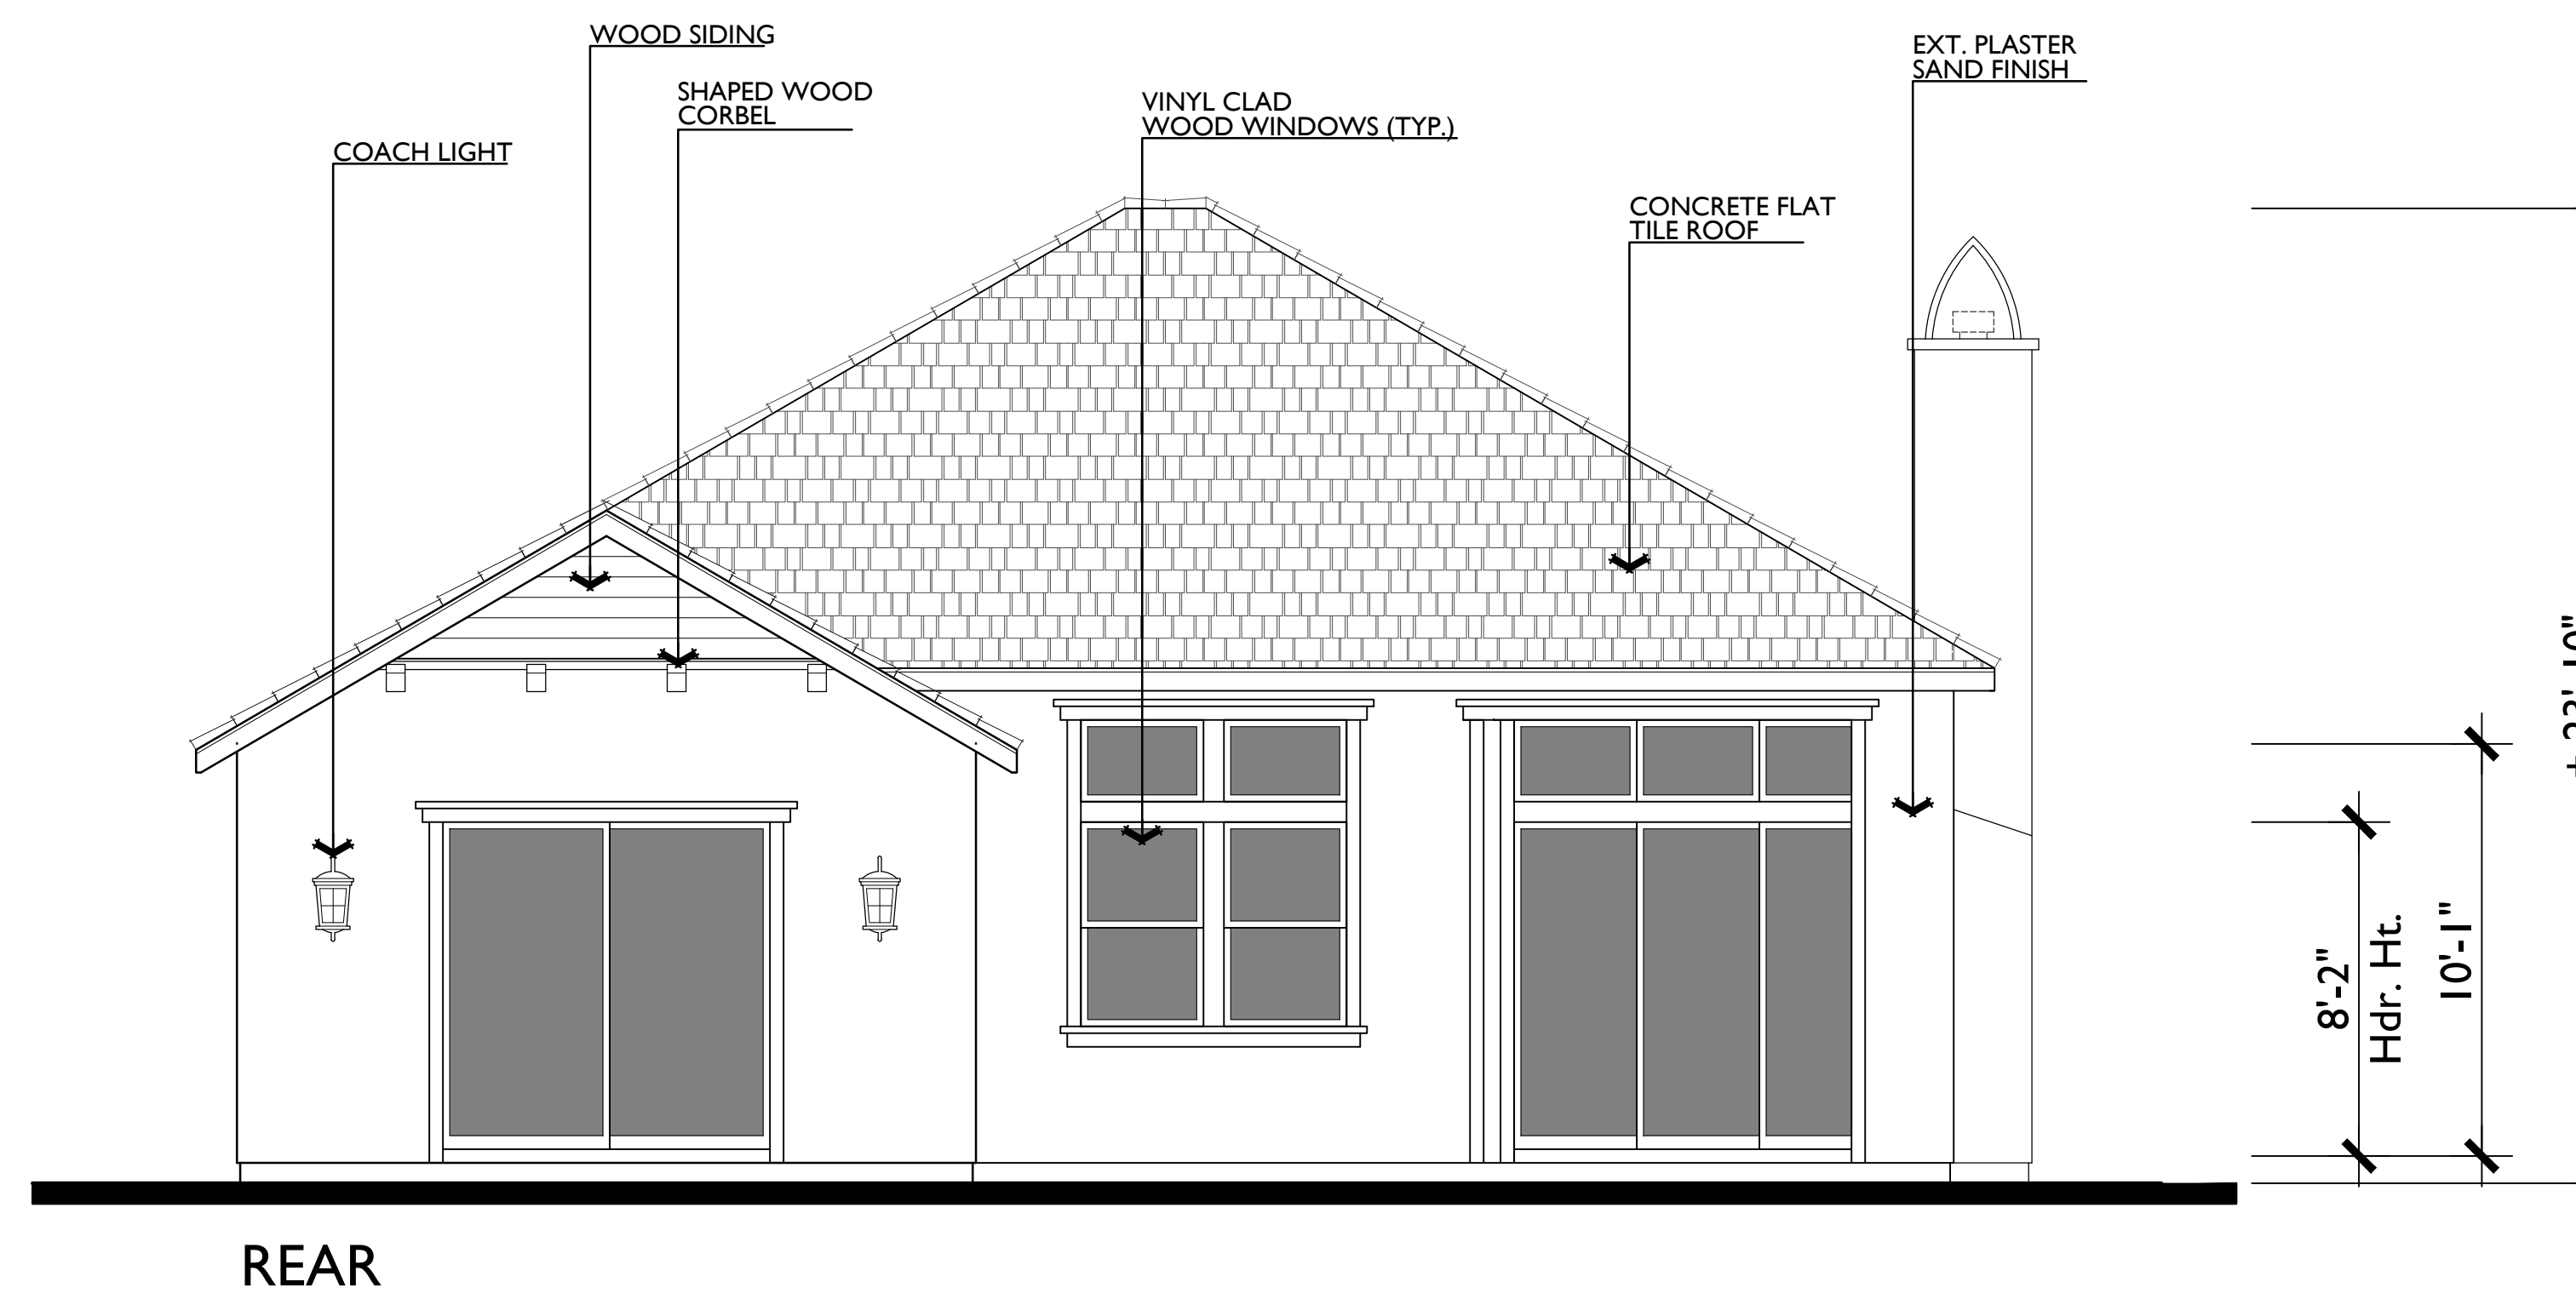 WOOD SIDING
EXT. PLASTER
SAND FINISH
SHAPED WOOD
CORBEL
VINYL CLAD
WOOD WINDOWS (TYP.)
COACH LIGHT
CONCRETE FLAT
TILE ROOF
8'-2"
Hdr. Ht.
10'-1"
REAR